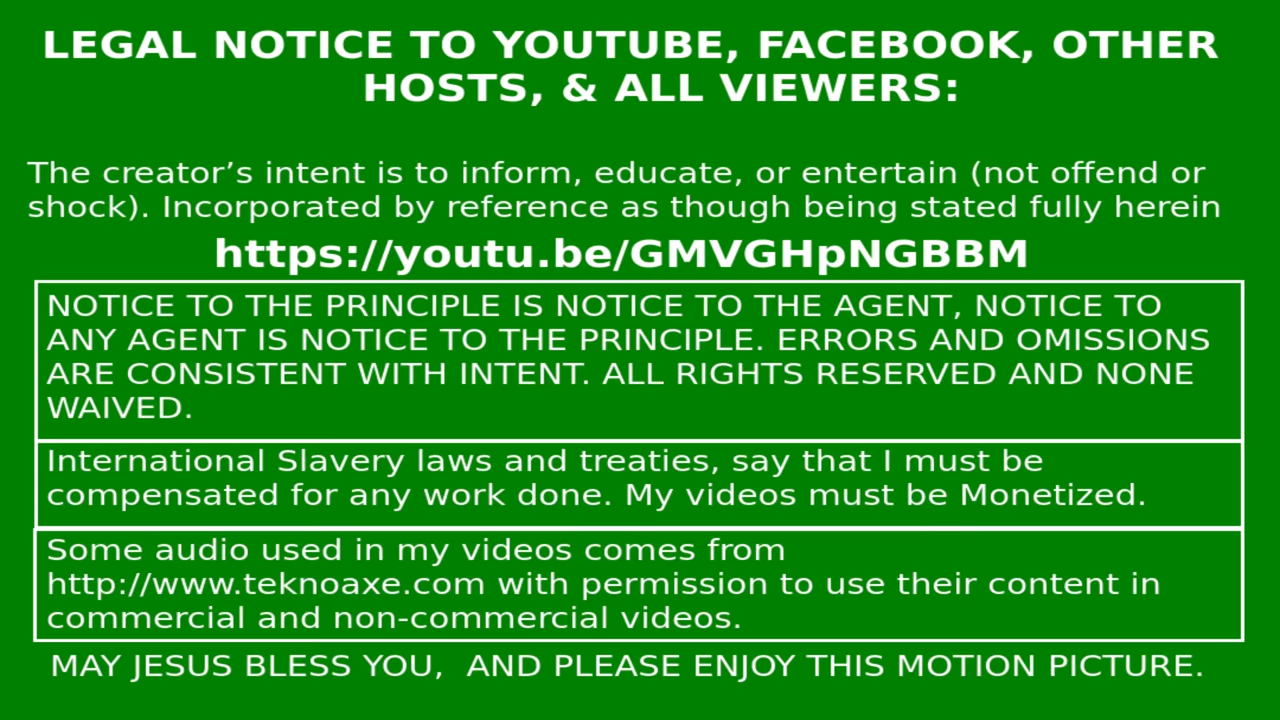 LEGAL NOTICE TO YOUTUBE, FACEBOOK, OTHER
HOSTS, & ALL VIEWERS:
The creator’s intent is to inform, educate, or entertain (not offend or
shock). Incorporated by reference as though being stated fully herein
https://youtu.be/GMVGHpNGBBM
NOTICE TO THE PRINCIPLE IS NOTICE TO THE AGENT, NOTICE TO
ANY AGENT IS NOTICE TO THE PRINCIPLE. ERRORS AND OMISSIONS
ARE CONSISTENT WITH INTENT. ALL RIGHTS RESERVED AND NONE
WAIVED.
International Slavery laws and treaties, say that I must be
compensated for any work done. My videos must be Monetized.
Some audio used in my videos comes from
http://www.teknoaxe.com with permission to use their content in
commercial and non-commercial videos.
MAY JESUS BLESS YOU,  AND PLEASE ENJOY THIS MOTION PICTURE.